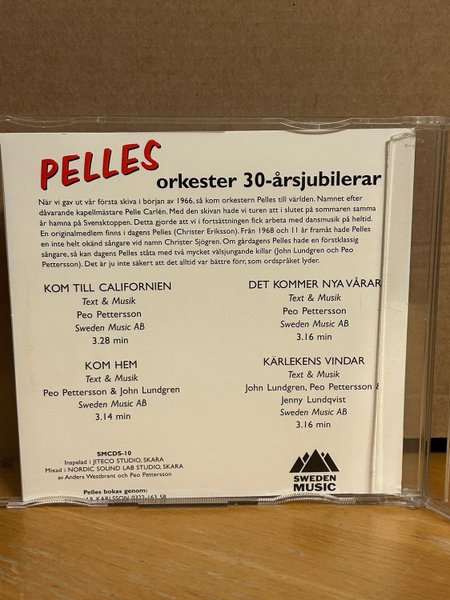 PELLES
orkester 30-årsjubilerar
När vi gav ut vår första skiva i början av 1966, så kom orkestern Pelles till världen. Namnet efter
dåvarande kapellmästare Pelle Carlén. Med den skivan hade vi turen att i slutet på sommaren samma
år hamna på Svensktoppen. Detta gjorde att vi i fortsättningen fick arbeta med dansmusik på heltid.
En originalmedlem finns i dagens Pelles (Christer Eriksson). Från 1968 och 11 år framåt hade Pelles
en inte helt okänd sångare vid namn Christer Sjögren. Om gårdagens Pelles hade en förstklassig
sångare, så kan dagens Pelles ståta med två mycket välsjungande killar (John Lundgren och Peo
Pettersson). Det är ju inte säkert att det alltid var bättre förr, som ordspråket lyder.
KOM TILL CALIFORNIEN
Text & Musik
Peo Pettersson
Sweden Music AB
3.28 min
DET KOMMER NYA VÅRAR
Text & Musik
Peo Pettersson
Sweden Music AB
3.16 min
KOM HEM
Text & Musik
Peo Pettersson & John Lundgren
Sweden Music AB
3.14 min
KÄRLEKENS VINDAR
Text & Musik
John Lundgren, Peo Pettersson &
Jenny Lundqvist
Sweden Music AB
3.16 min
SMCDS-10
Inspelad i JITECO STUDIO, SKARA
Mixed i NORDIC SOUND LAB STUDIO, SKARA
av Anders Westbrant och Peo Pettersson
Pelles bokas genom:
KARLSSON 0322-163 58
SWEDEN
MUSIC